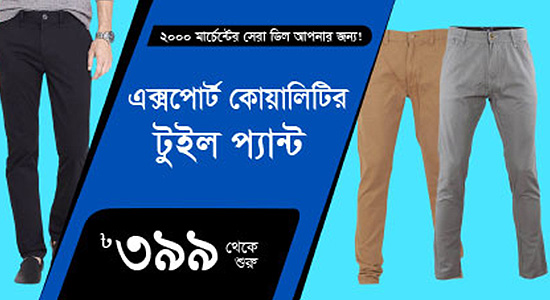 ২০০০ মার্চেন্টের সেরা ডিল আপনার জন্য!
এক্সপোর্ট কোয়ালিটির
টুইল প্যান্ট
৳৩৯৯ থেকে
শুরু